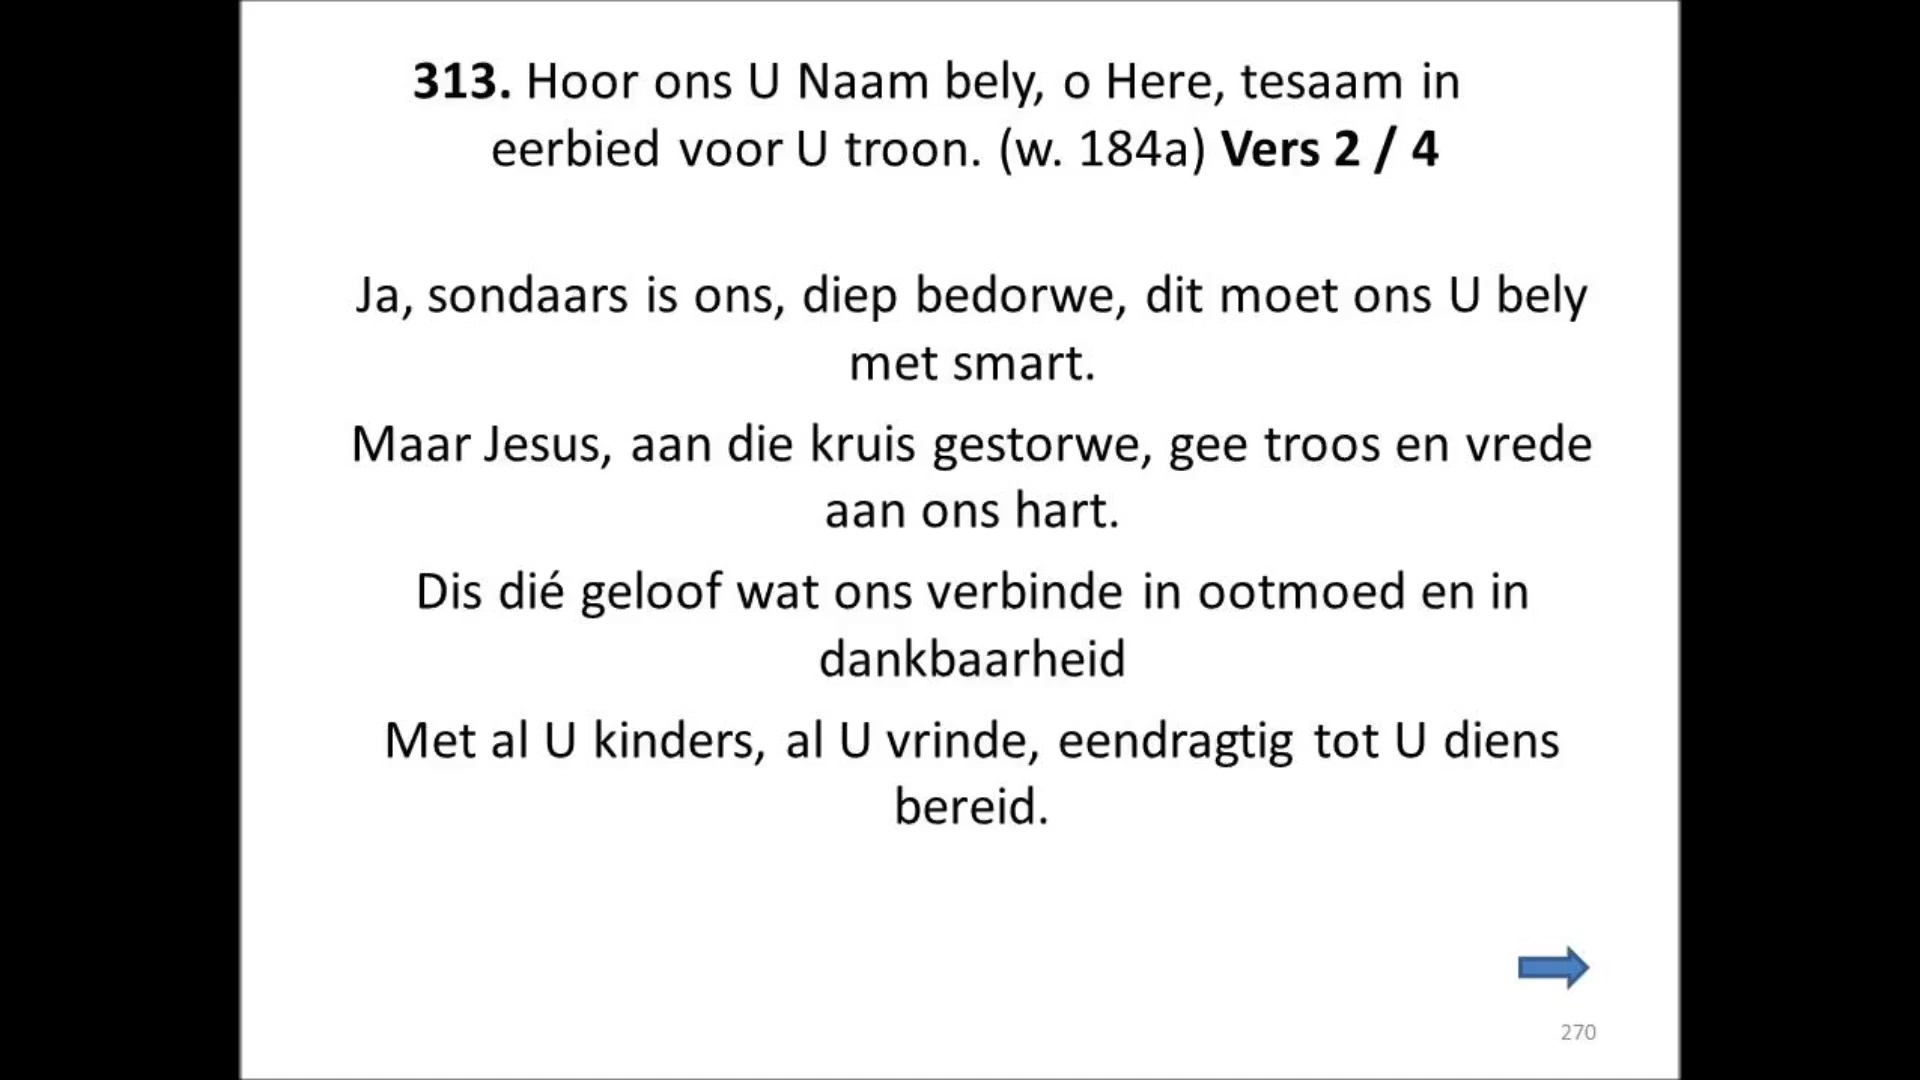 313. Hoor ons U Naam bely, o Here, tesaam in
eerbied voor U troon. (w. 184a) Vers 2 / 4
Ja, sondaars is ons, diep bedorwe, dit moet ons U bely
met smart.
Maar Jesus, aan die kruis gestorwe, gee troos en vrede
aan ons hart.
Dis dié geloof wat ons verbinde in ootmoed en in
dankbaarheid
Met al U kinders, al U vrinde, eendragtig tot U diens
bereid.
270